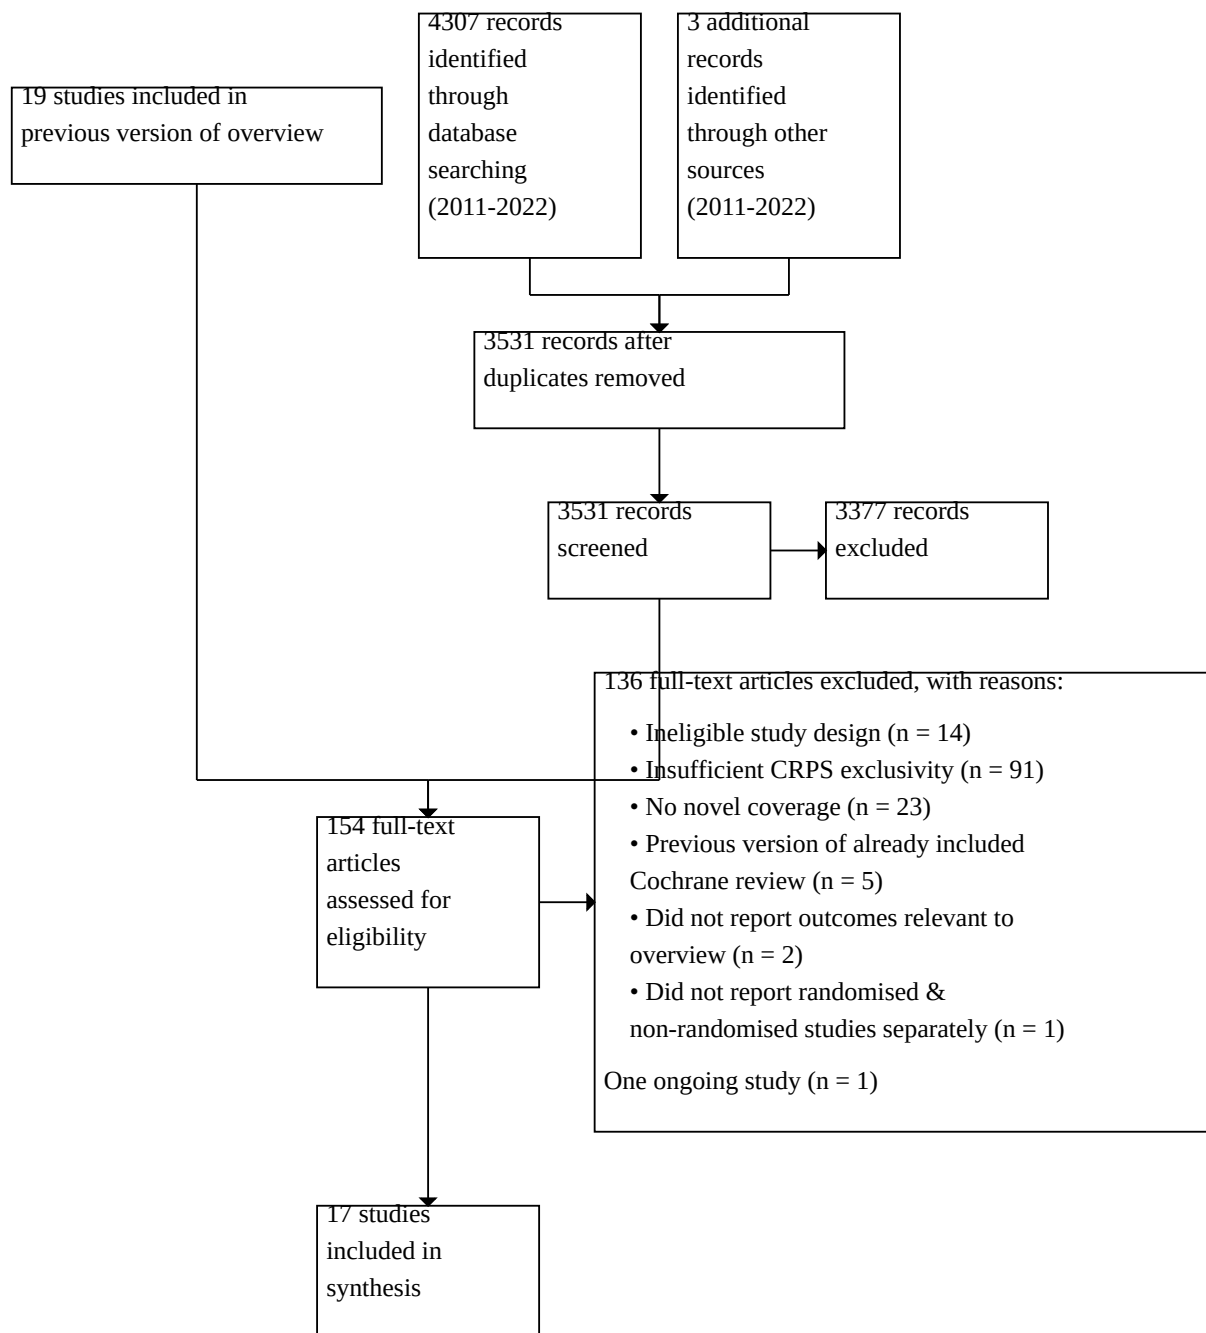 4307 records
identified
through
database
searching
(2011-2022)
3 additional
records
identified
through other
sources
(2011-2022)
19 studies included in
previous version of overview
3531 records after
duplicates removed
3531 records
screened
3377 records
excluded
136 full-text articles excluded, with reasons:
• Ineligible study design (n = 14)
• Insufficient CRPS exclusivity (n = 91)
• No novel coverage (n = 23)
• Previous version of already included
Cochrane review (n = 5)
• Did not report outcomes relevant to
overview (n = 2)
• Did not report randomised &
non-randomised studies separately (n = 1)
One ongoing study (n = 1)
154 full-text
articles
assessed for
eligibility
17 studies
included in
synthesis